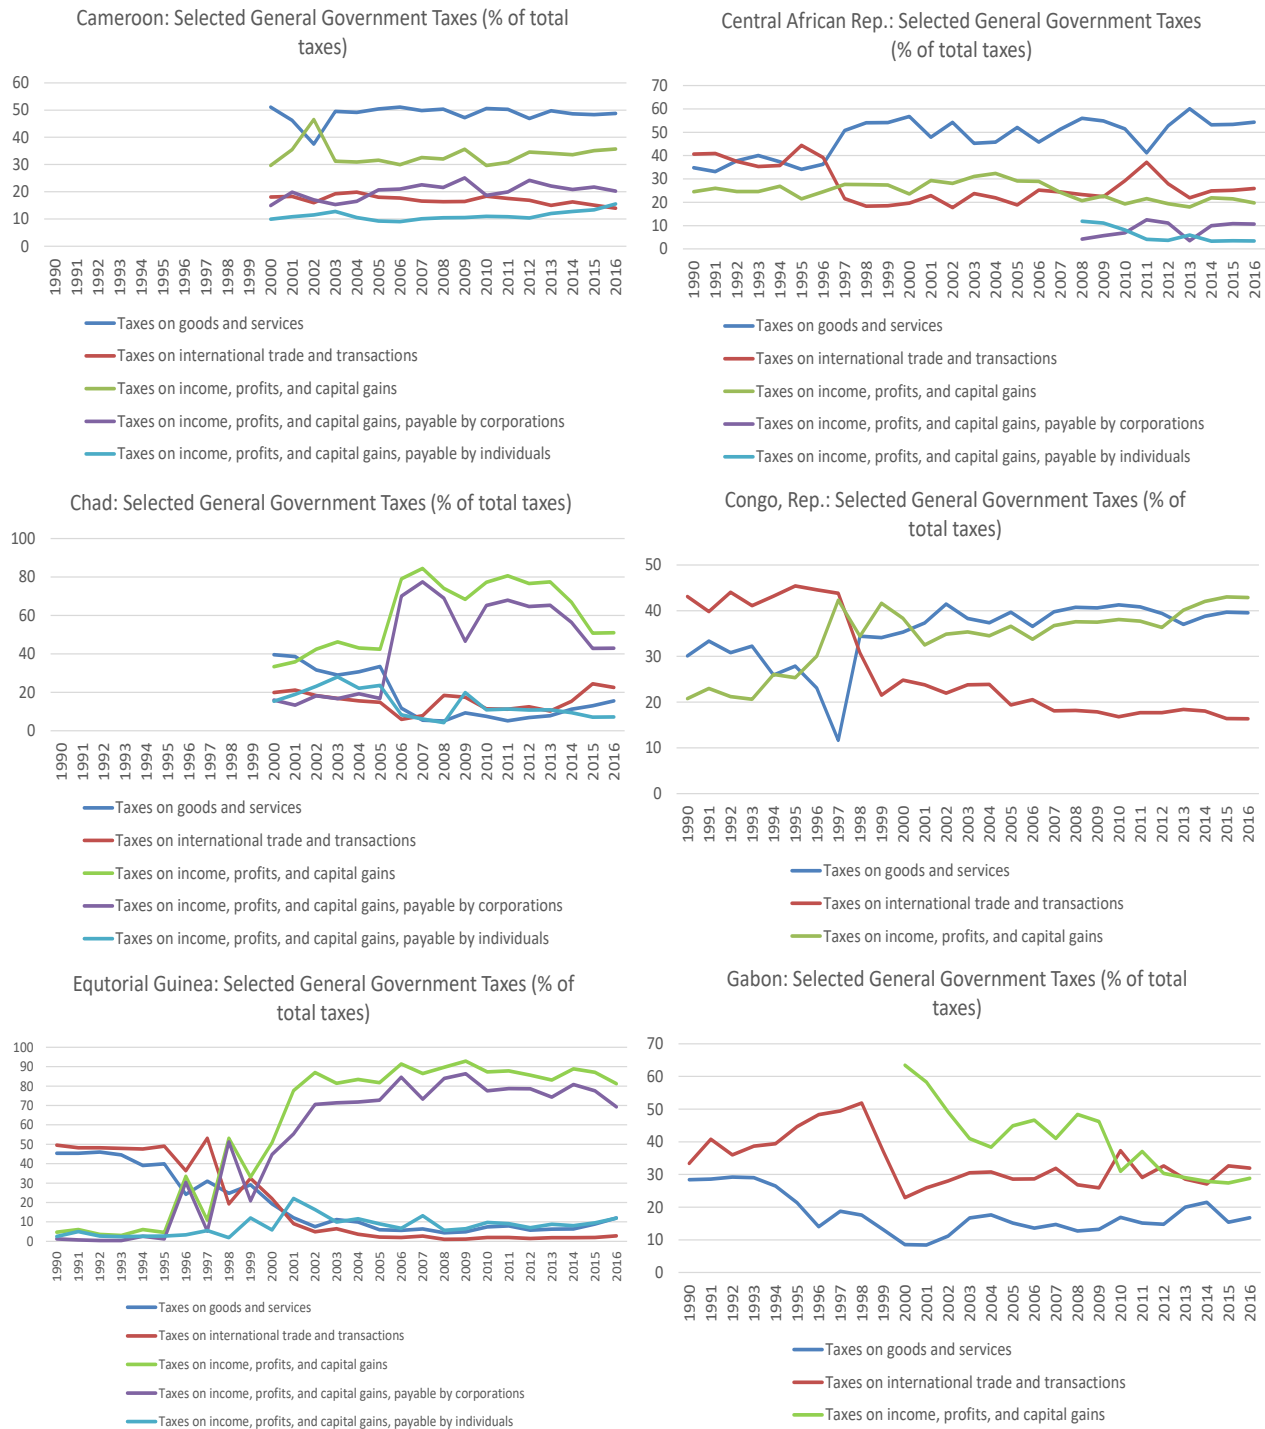 Cameroon: Selected General Government Taxes (% of total
taxes)
60
50
40
30
20
10
0
1990 1991 1992 1993 1994 1995 1996 1997 1998 1999 2000 2001 2002 2003 2004 2005 2006 2007 2008 2009 2010 2011 2012 2013 2014 2015 2016
Taxes on goods and services
Taxes on international trade and transactions
Taxes on income, profits, and capital gains
Taxes on income, profits, and capital gains, payable by corporations
Taxes on income, profits, and capital gains, payable by individuals
Central African Rep.: Selected General Government Taxes
(% of total taxes)
70
60
50
40
30
20
10
0
1990 1991 1992 1993 1994 1995 1996 1997 1998 1999 2000 2001 2002 2003 2004 2005 2006 2007 2008 2009 2010 2011 2012 2013 2014 2015 2016
Taxes on goods and services
Taxes on international trade and transactions
Taxes on income, profits, and capital gains
Taxes on income, profits, and capital gains, payable by corporations
Taxes on income, profits, and capital gains, payable by individuals
Chad: Selected General Government Taxes (% of total taxes)
100
80
60
40
20
0
1990 1991 1992 1993 1994 1995 1996 1997 1998 1999 2000 2001 2002 2003 2004 2005 2006 2007 2008 2009 2010 2011 2012 2013 2014 2015 2016
Taxes on goods and services
Taxes on international trade and transactions
Taxes on income, profits, and capital gains
Taxes on income, profits, and capital gains, payable by corporations
Taxes on income, profits, and capital gains, payable by individuals
Congo, Rep.: Selected General Government Taxes (% of
total taxes)
50
40
30
20
10
0
1990 1991 1992 1993 1994 1995 1996 1997 1998 1999 2000 2001 2002 2003 2004 2005 2006 2007 2008 2009 2010 2011 2012 2013 2014 2015 2016
Taxes on goods and services
Taxes on international trade and transactions
Taxes on income, profits, and capital gains
Equtorial Guinea: Selected General Government Taxes (% of
total taxes)
100
90
80
70
60
50
40
30
20
10
0
1990 1991 1992 1993 1994 1995 1996 1997 1998 1999 2000 2001 2002 2003 2004 2005 2006 2007 2008 2009 2010 2011 2012 2013 2014 2015 2016
Taxes on goods and services
Taxes on international trade and transactions
Taxes on income, profits, and capital gains
Taxes on income, profits, and capital gains, payable by corporations
Taxes on income, profits, and capital gains, payable by individuals
Gabon: Selected General Government Taxes (% of total
taxes)
70
60
50
40
30
20
10
0
1990 1991 1992 1993 1994 1995 1996 1997 1998 1999 2000 2001 2002 2003 2004 2005 2006 2007 2008 2009 2010 2011 2012 2013 2014 2015 2016
Taxes on goods and services
Taxes on international trade and transactions
Taxes on income, profits, and capital gains